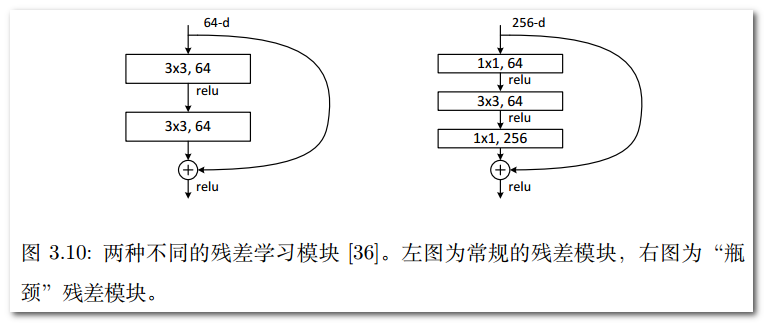 64-d
3x3, 64
relu
3x3, 64
+
relu
256-d
1x1, 64
relu
3x3, 64
relu
1x1, 256
+
relu
图 3.10: 两种不同的残差学习模块 [36]。左图为常规的残差模块，右图为“瓶
颈”残差模块。